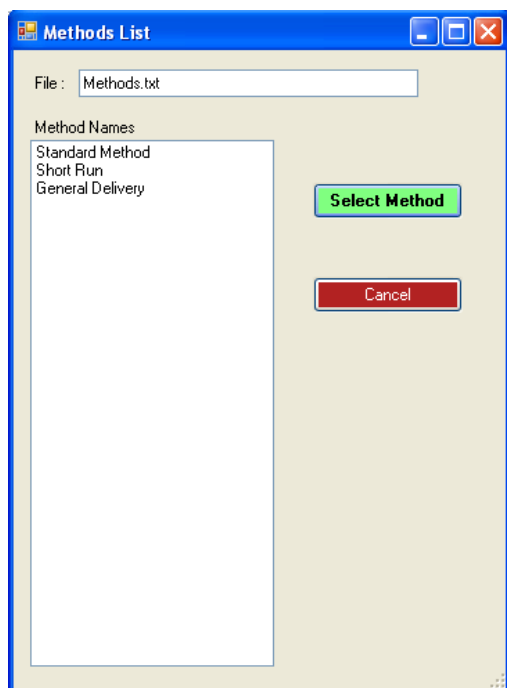 Methods List
File : Methods.txt
Method Names
Standard Method
Short Run
General Delivery
Select Method
Cancel